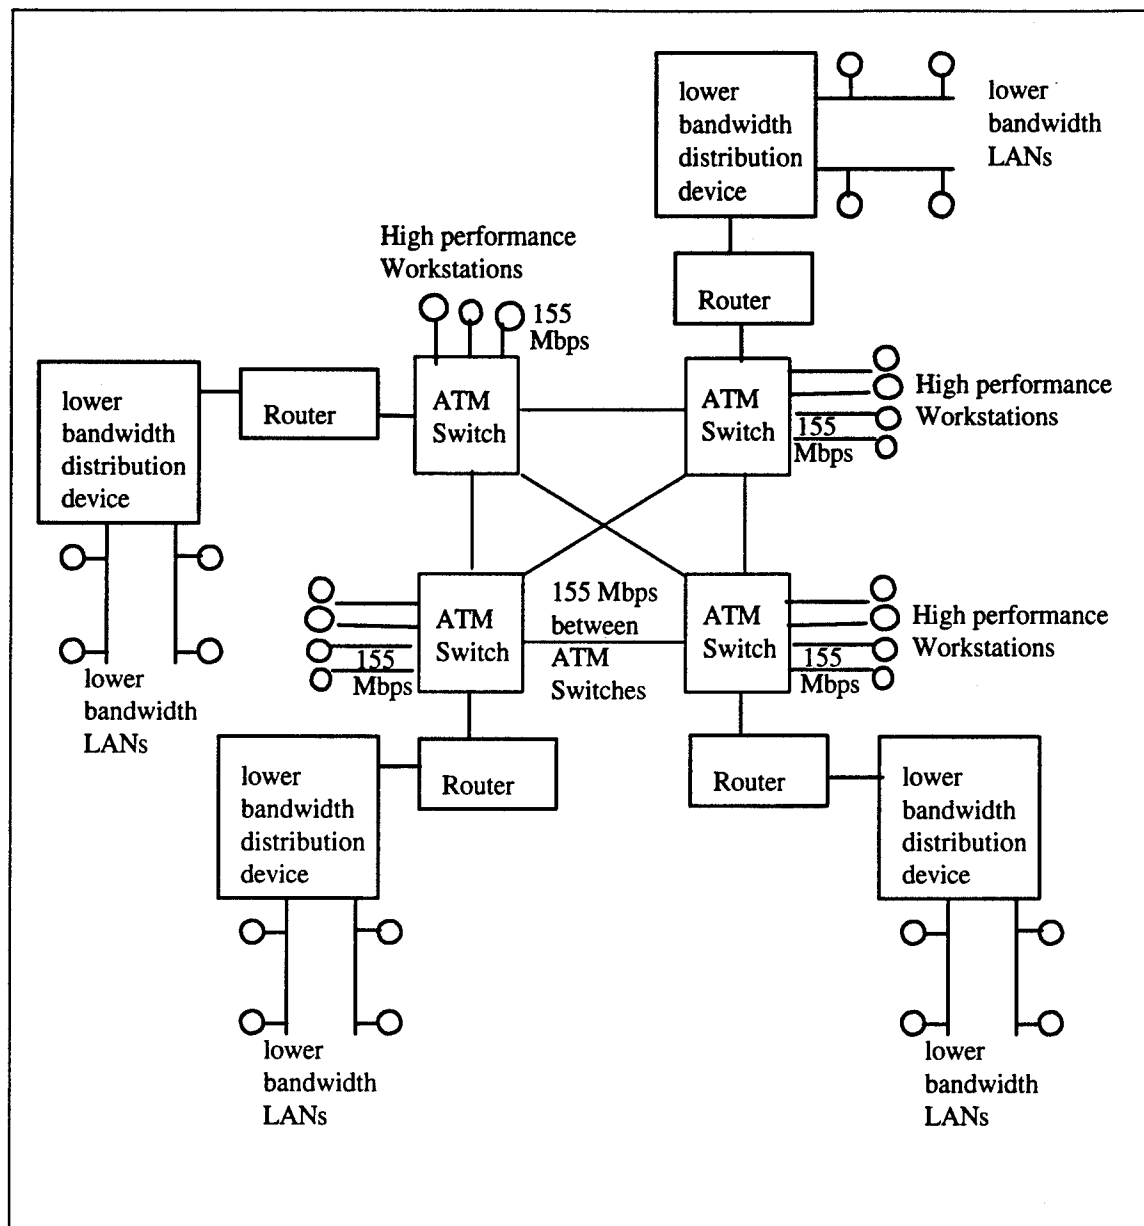 lower
bandwidth
distribution
device
lower
bandwidth
LANs
High performance
Workstations
Router
155
Mbps
lower
bandwidth
distribution
device
Router
ATM
Switch
ATM
Switch
High performance
Workstations
155
Mbps
ATM
Switch
155 Mbps
between
ATM
Switches
ATM
Switch
High performance
Workstations
155
Mbps
155
Mbps
lower
bandwidth
LANs
lower
bandwidth
distribution
device
Router
Router
lower
bandwidth
distribution
device
lower
bandwidth
LANs
lower
bandwidth
LANs